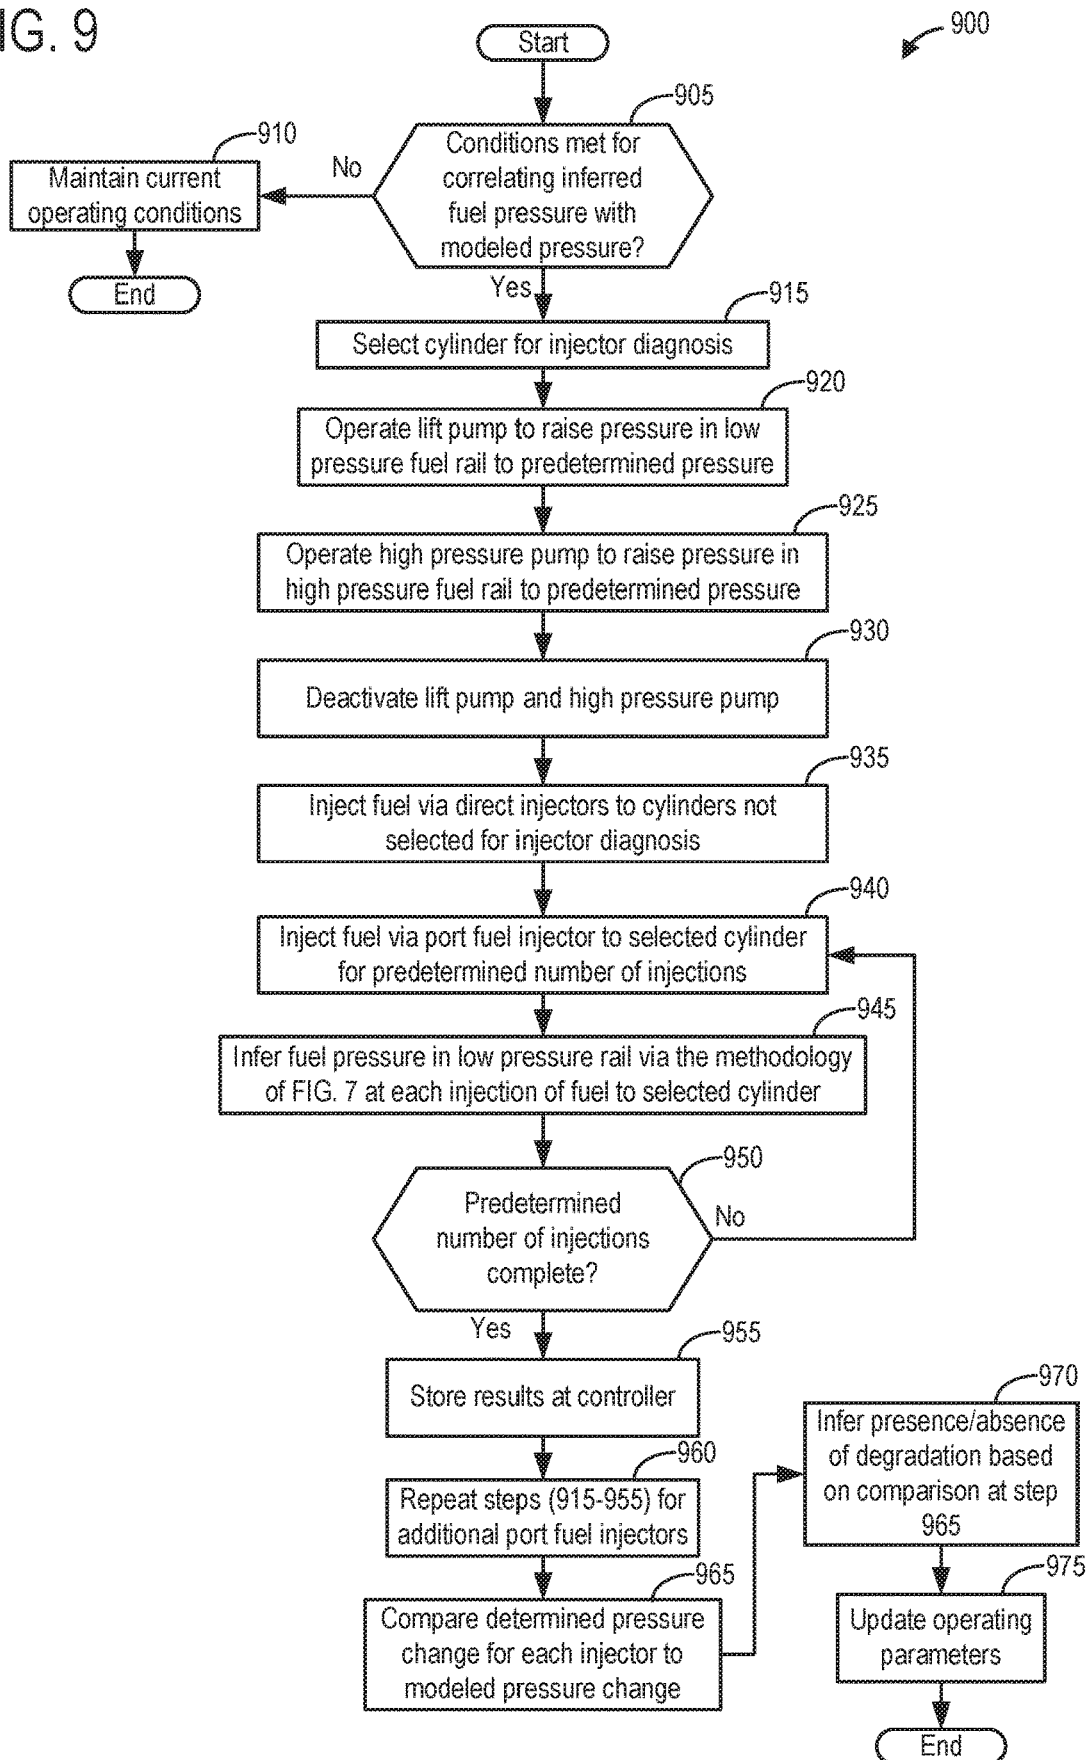 IG. 9
Start
900
905
Conditions met for
correlating inferred
fuel pressure with
modeled pressure?
No
910
Maintain current
operating conditions
End
Yes
915
Select cylinder for injector diagnosis
920
Operate lift pump to raise pressure in low
pressure fuel rail to predetermined pressure
925
Operate high pressure pump to raise pressure in
high pressure fuel rail to predetermined pressure
930
Deactivate lift pump and high pressure pump
935
Inject fuel via direct injectors to cylinders not
selected for injector diagnosis
940
Inject fuel via port fuel injector to selected cylinder
for predetermined number of injections
945
Infer fuel pressure in low pressure rail via the methodology
of FIG. 7 at each injection of fuel to selected cylinder
950
Predetermined
number of injections
complete?
No
Yes
955
Store results at controller
960
Repeat steps (915-955) for
additional port fuel injectors
965
Compare determined pressure
change for each injector to
modeled pressure change
970
Infer presence/absence
of degradation based
on comparison at step
965
975
Update operating
parameters
End